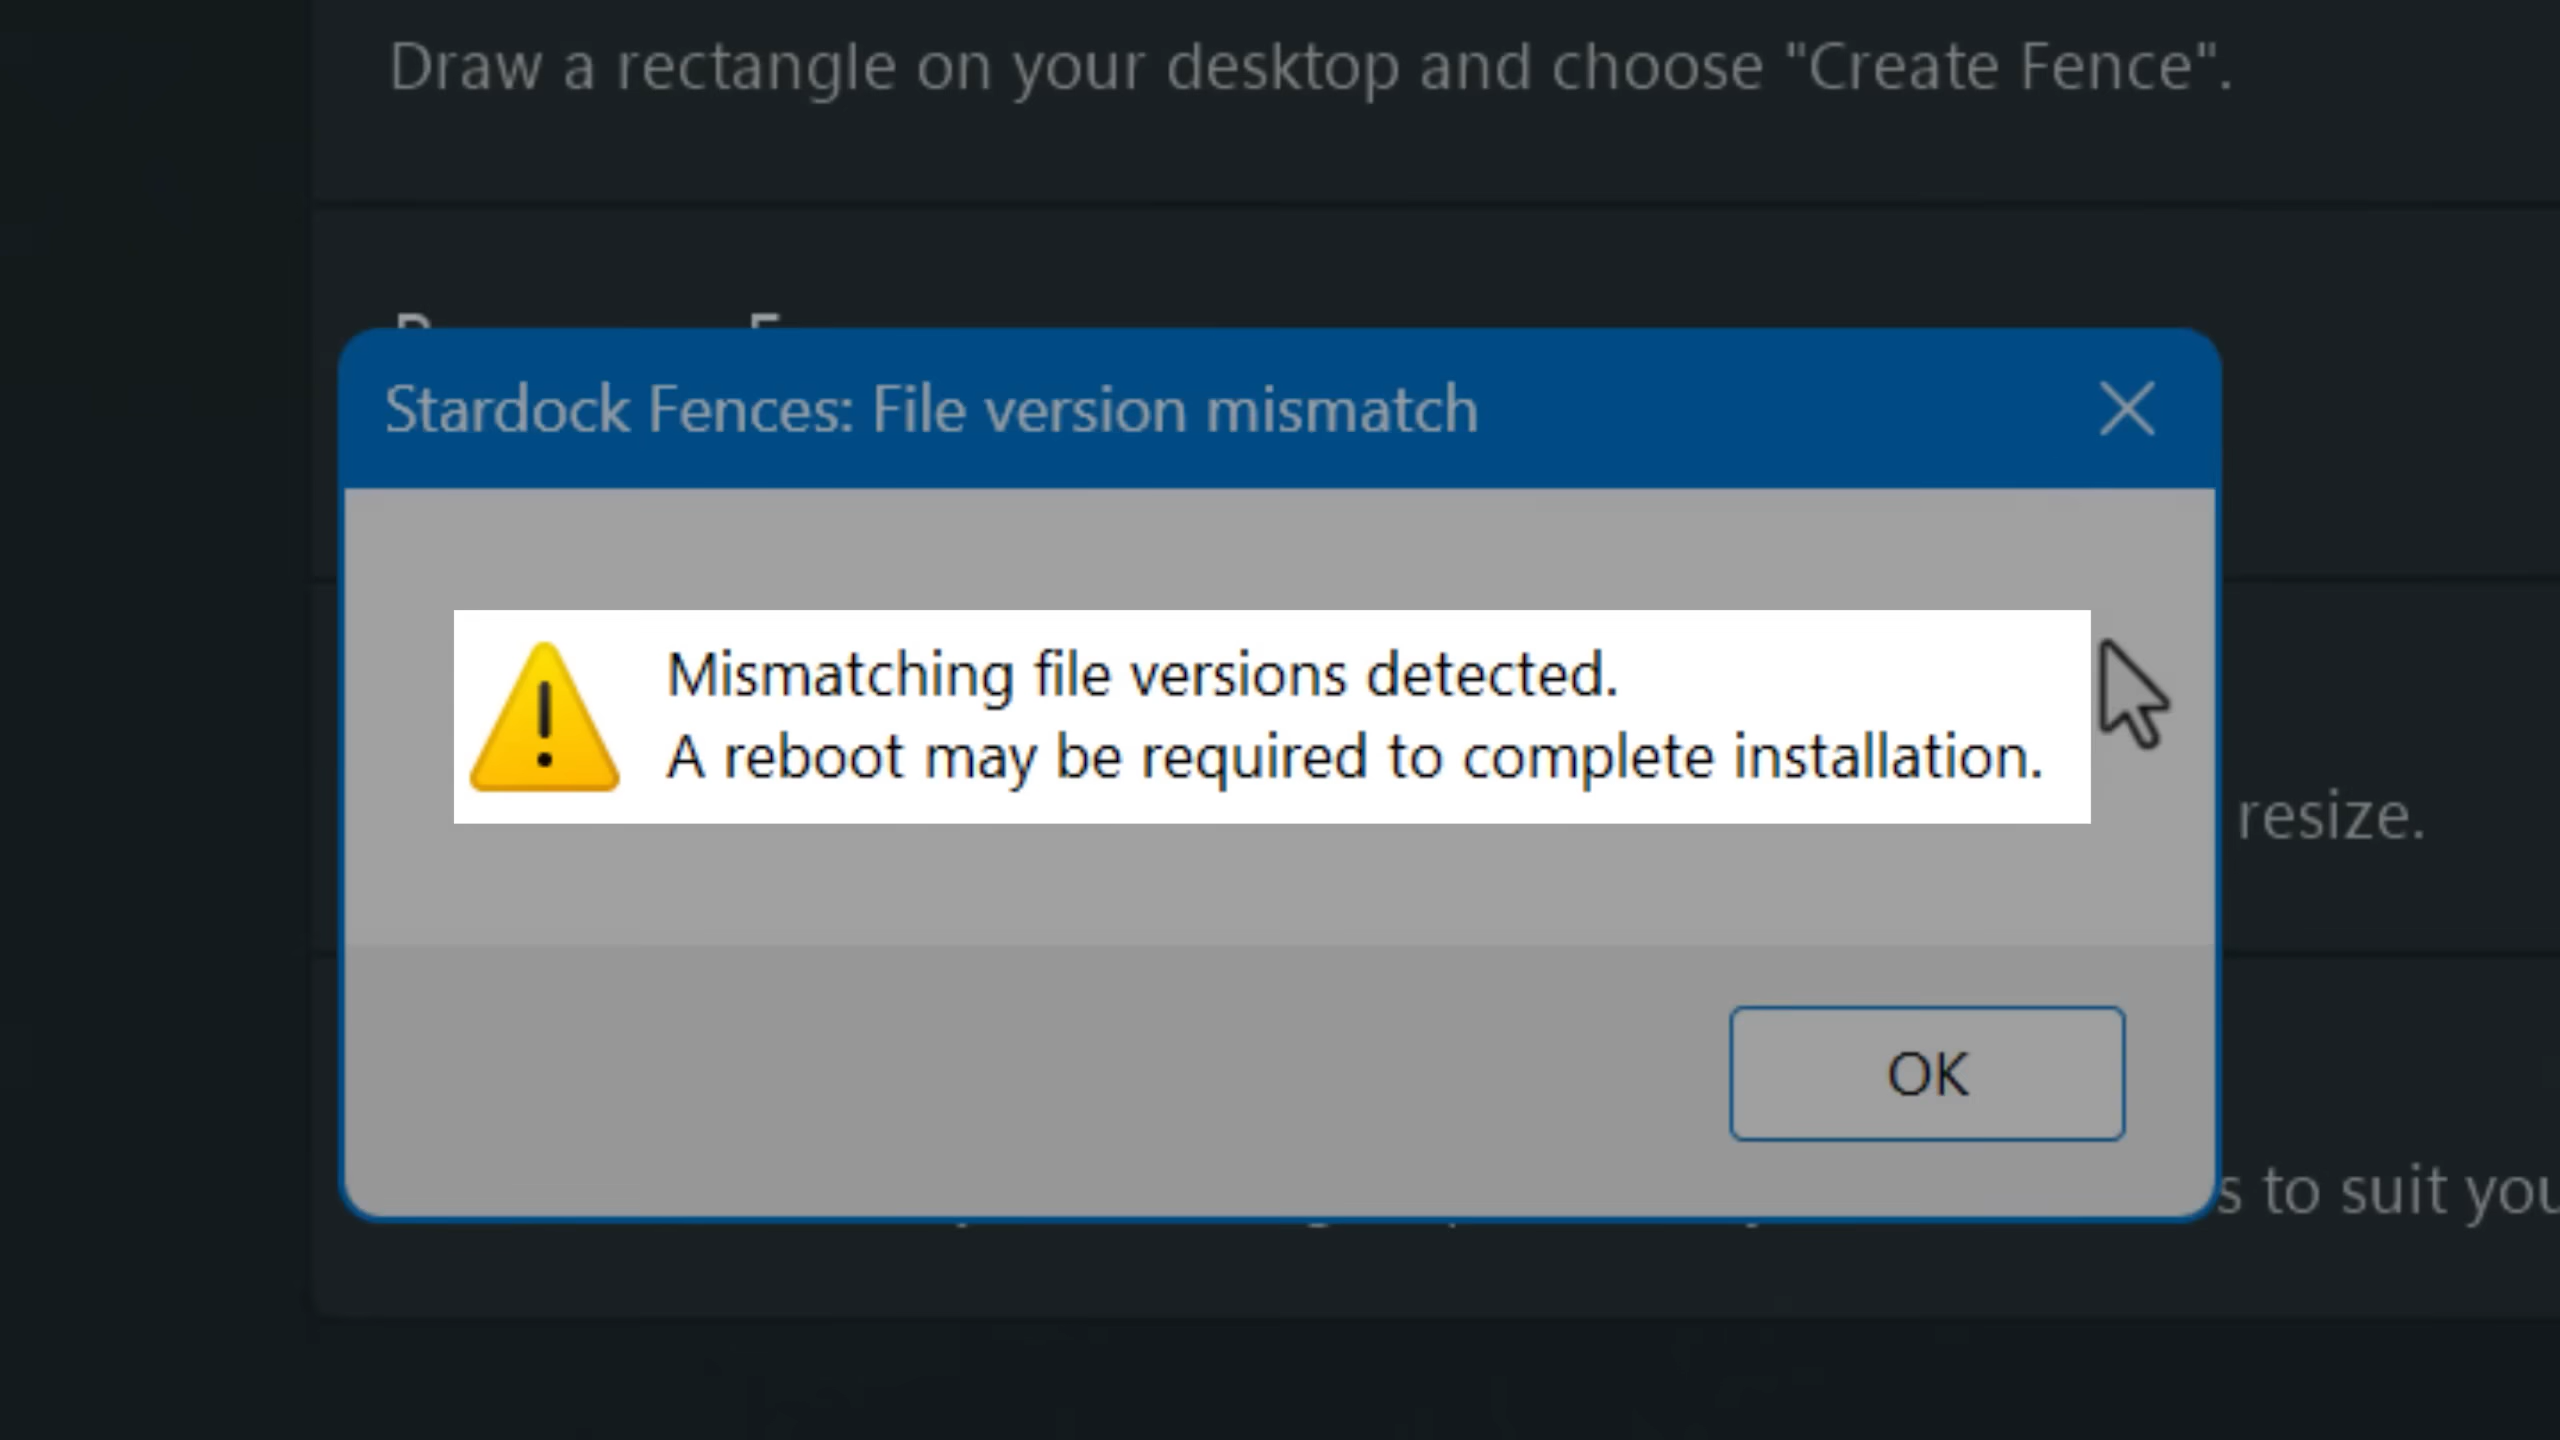 Draw a rectangle on your desktop and choose "Create Fence".
Stardock Fences: File version mismatch
Mismatching file versions detected.
A reboot may be required to complete installation.
resize.
OK
to suit you